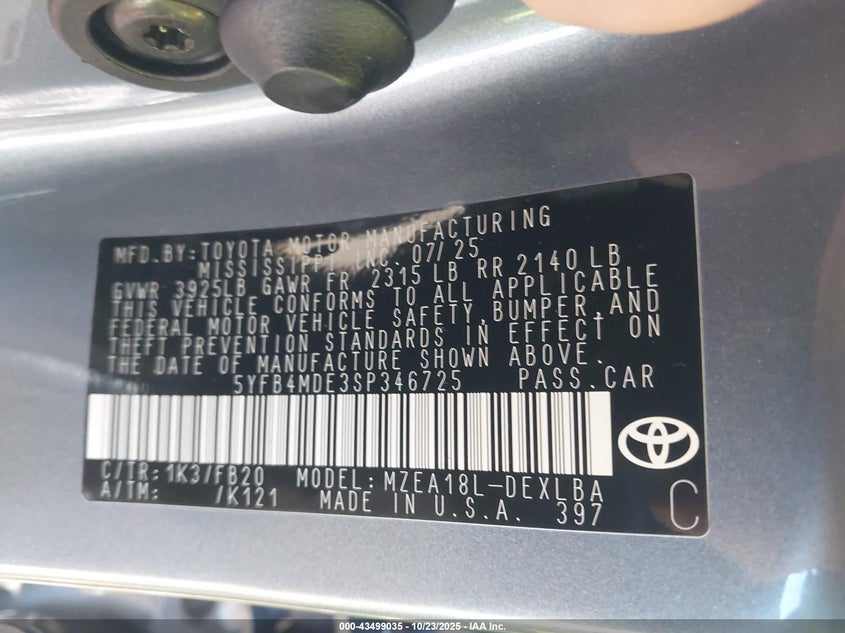 MFD.BY:TOYOTA MOTOR MANUFACTURING
MISSISSIPPI, INC. 07/25
GVWR 3925LB GAWR FR 2315 LB RR 2140 LB
THIS VEHICLE CONFORMS TO ALL APPLICABLE
FEDERAL MOTOR VEHICLE SAFETY,BUMPER,AND
THEFT PREVENTION STANDARDS IN EFFECT ON
THE DATE OF MANUFACTURE SHOWN ABOVE.
5YFB4MDE3SP346725 PASS.CAR
C/TR:1K3/FB20 MODEL:MZEA18L-DEXLBA
A/TM: /K121 MADE IN U.S.A. 397
C
000-43499035 - 10/23/2025 - IAA Inc.